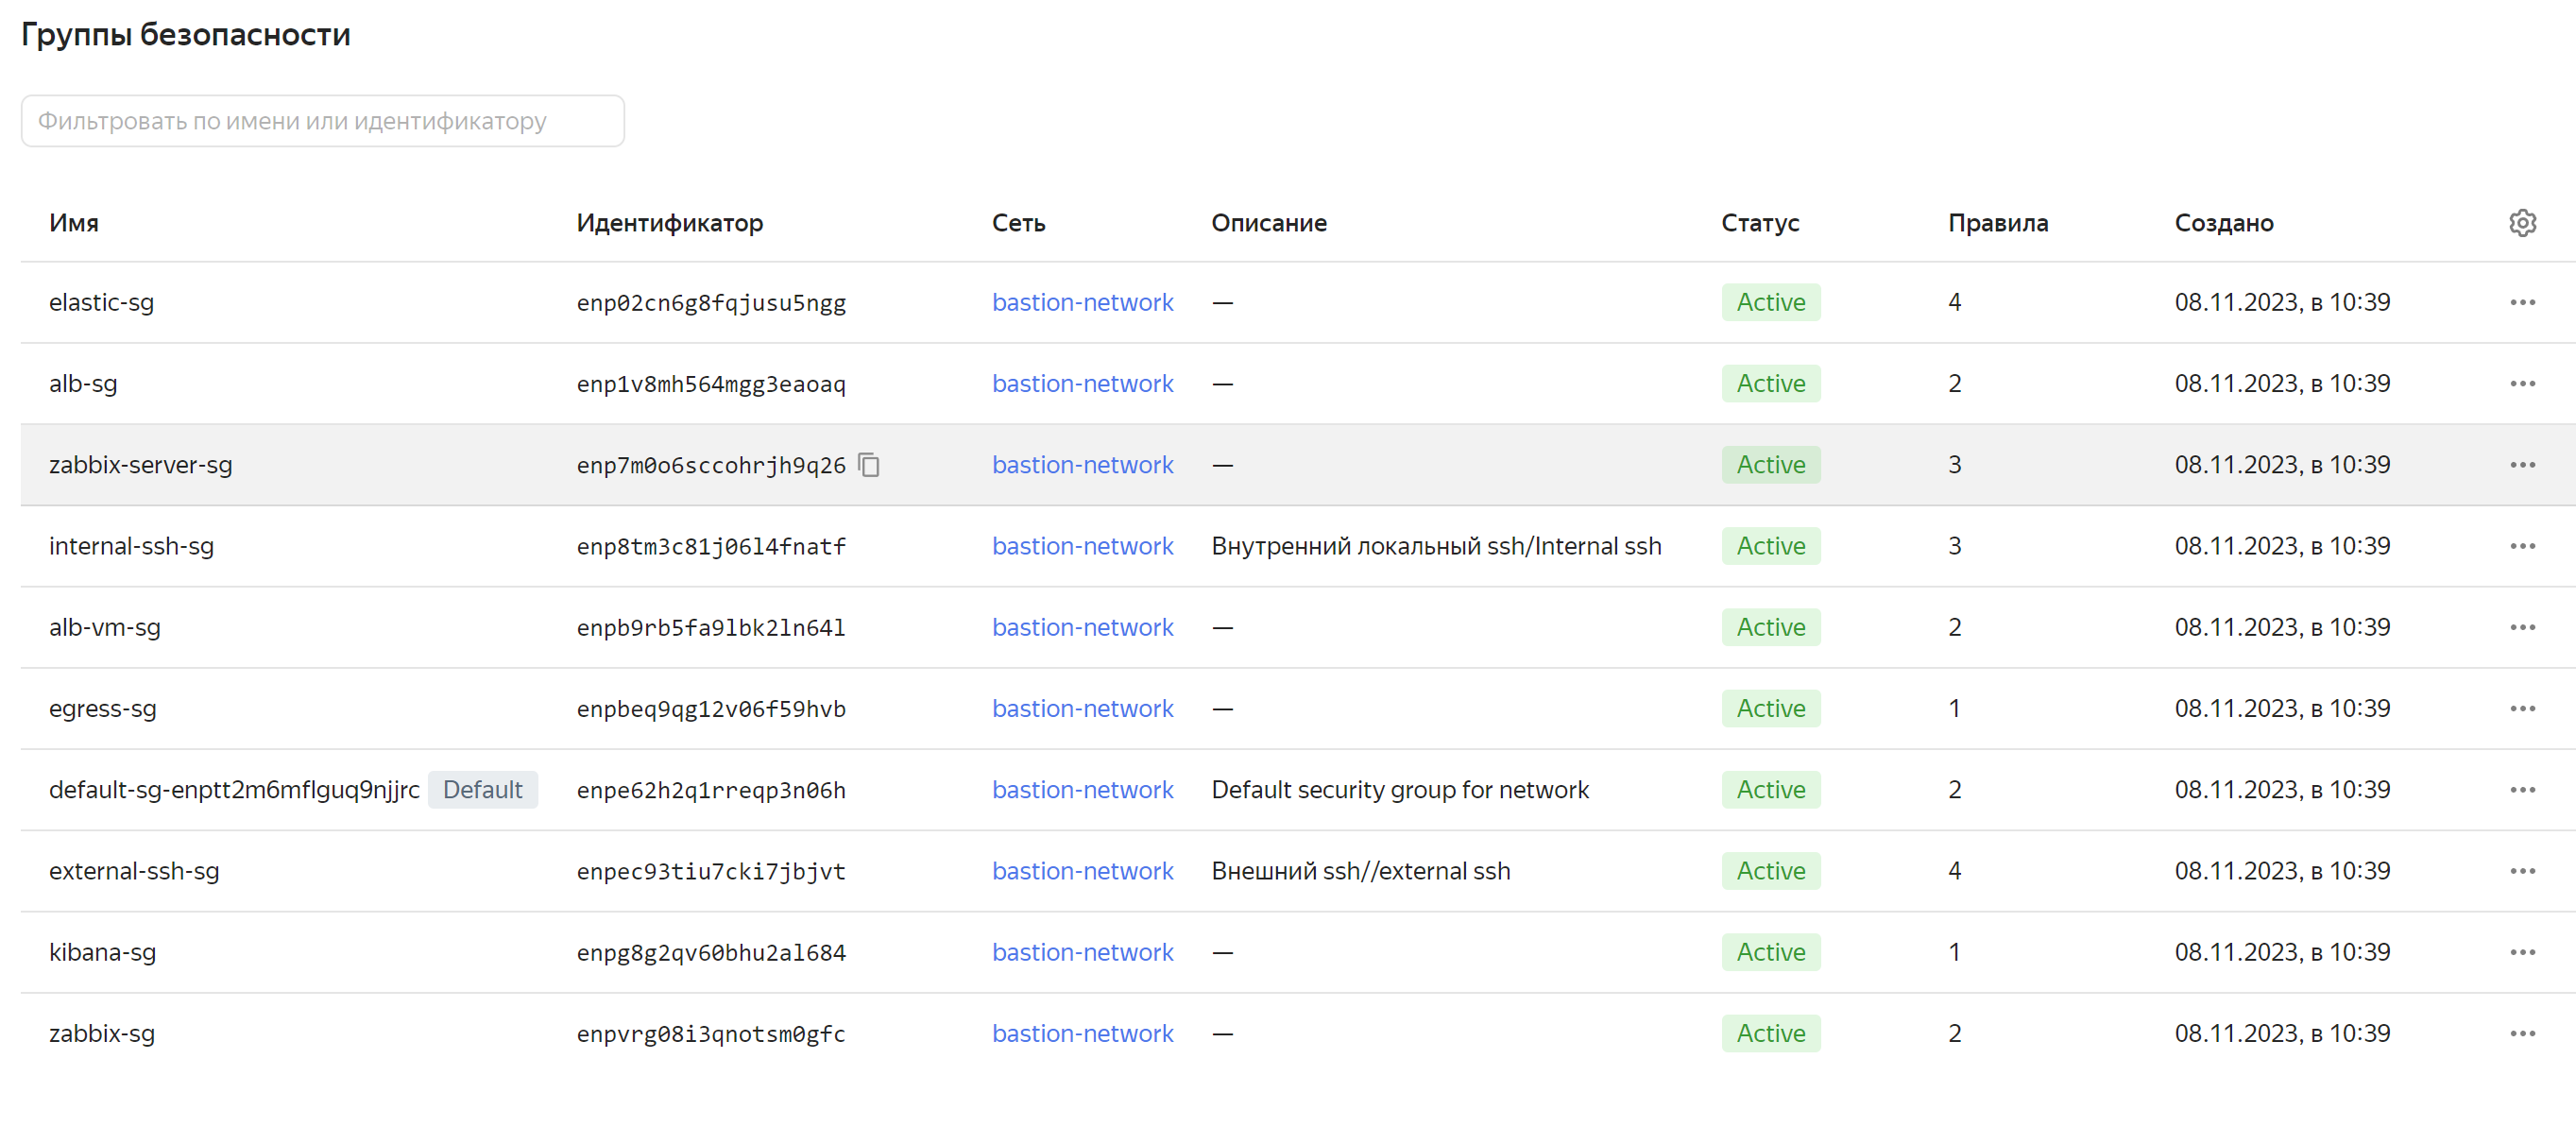 Группы безопасности
Фильтровать по имени или идентификатору
Имя Идентификатор Сеть Описание Статус Правила Создано
elastic-sg enp02cn6g8fqjusu5ngg bastion-network — Active 4 08.11.2023, в 10:39
alb-sg enp1v8mh564mgg3eaoaq bastion-network — Active 2 08.11.2023, в 10:39
zabbix-server-sg enp7m0o6sccohrjh9q26 bastion-network — Active 3 08.11.2023, в 10:39
internal-ssh-sg enp8tm3c81j06l4fnatf bastion-network Внутренний локальный ssh/Internal ssh Active 3 08.11.2023, в 10:39
alb-vm-sg enpb9rb5fa9lbk2ln64l bastion-network — Active 2 08.11.2023, в 10:39
egress-sg enpbeq9qg12v06f59hvb bastion-network — Active 1 08.11.2023, в 10:39
default-sg-enptt2m6mflguq9njjrc Default enpe62h2q1rreqp3n06h bastion-network Default security group for network Active 2 08.11.2023, в 10:39
external-ssh-sg enpec93tiu7cki7jbjvt bastion-network Внешний ssh//external ssh Active 4 08.11.2023, в 10:39
kibana-sg enpg8g2qv60bhu2al684 bastion-network — Active 1 08.11.2023, в 10:39
zabbix-sg enpvrg08i3qnotsm0gfc bastion-network — Active 2 08.11.2023, в 10:39